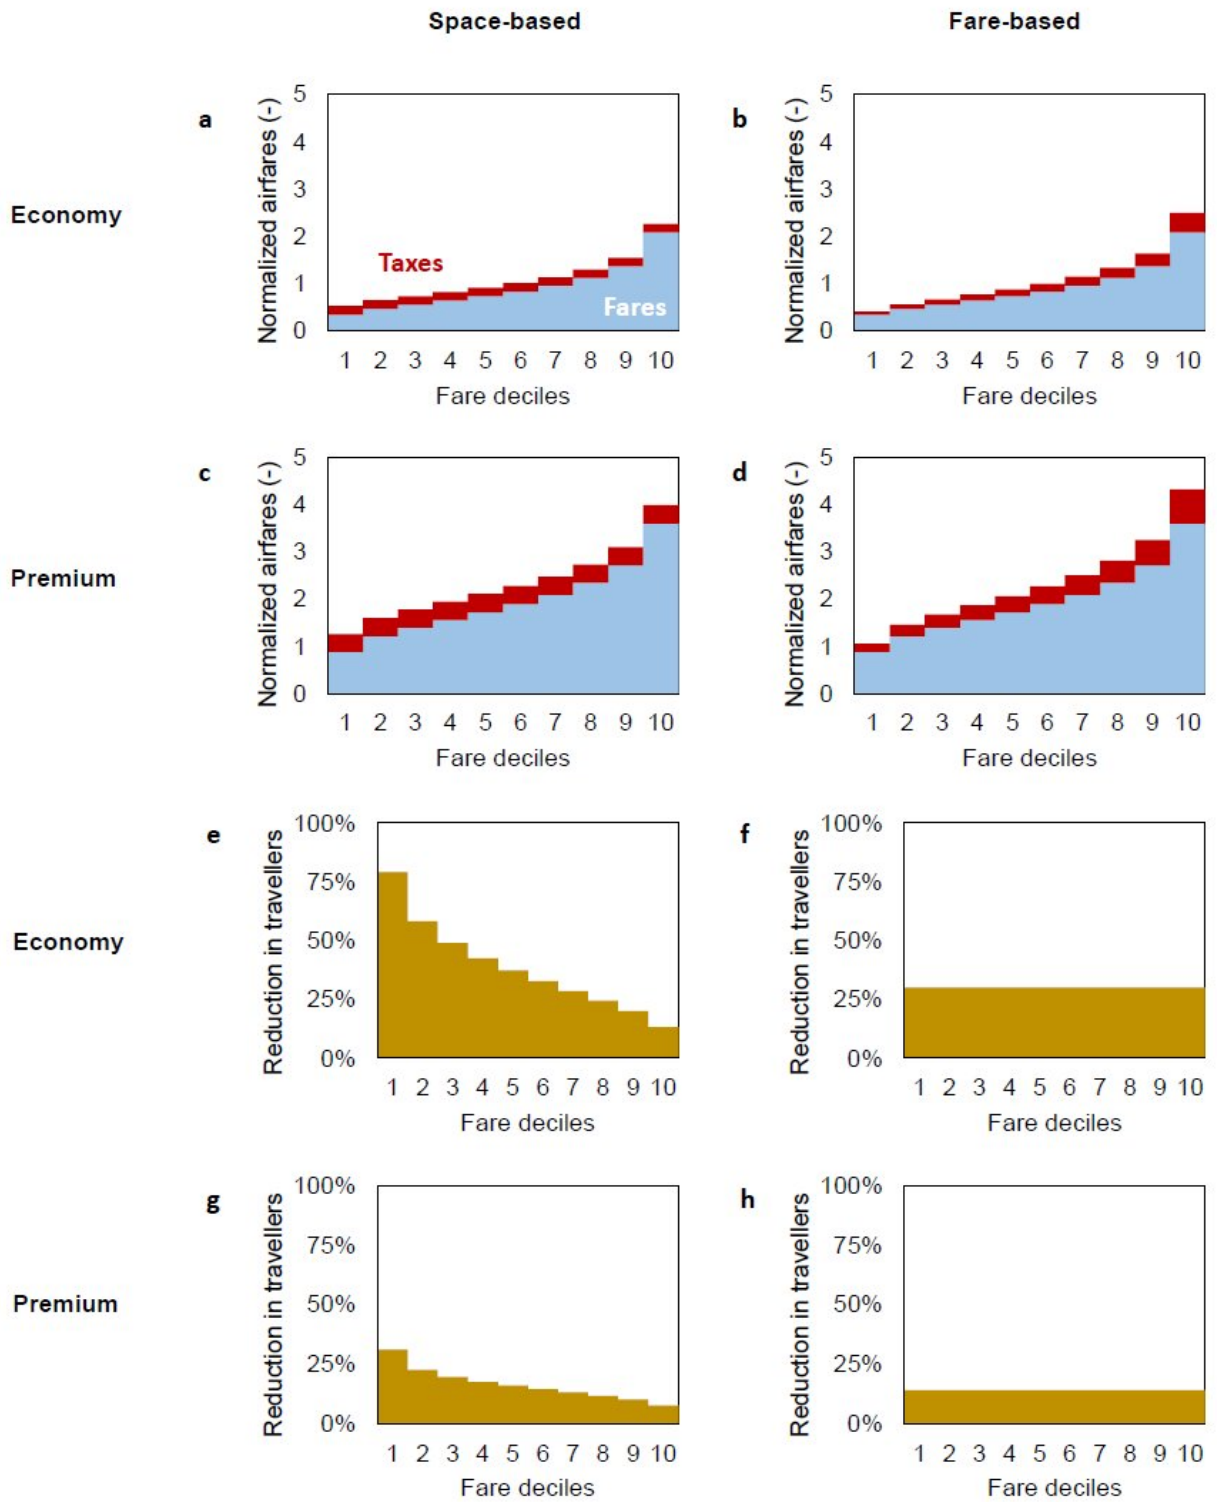 Space-based
Fare-based
Economy
a
Normalized airfares (-)
5
4
3
2
1
0
Taxes
Fares
1 2 3 4 5 6 7 8 9 10
Fare deciles
b
Normalized airfares (-)
5
4
3
2
1
0
1 2 3 4 5 6 7 8 9 10
Fare deciles
Premium
c
Normalized airfares (-)
5
4
3
2
1
0
1 2 3 4 5 6 7 8 9 10
Fare deciles
d
Normalized airfares (-)
5
4
3
2
1
0
1 2 3 4 5 6 7 8 9 10
Fare deciles
Economy
e
Reduction in travellers
100%
75%
50%
25%
0%
1 2 3 4 5 6 7 8 9 10
Fare deciles
f
Reduction in travellers
100%
75%
50%
25%
0%
1 2 3 4 5 6 7 8 9 10
Fare deciles
Premium
g
Reduction in travellers
100%
75%
50%
25%
0%
1 2 3 4 5 6 7 8 9 10
Fare deciles
h
Reduction in travellers
100%
75%
50%
25%
0%
1 2 3 4 5 6 7 8 9 10
Fare deciles